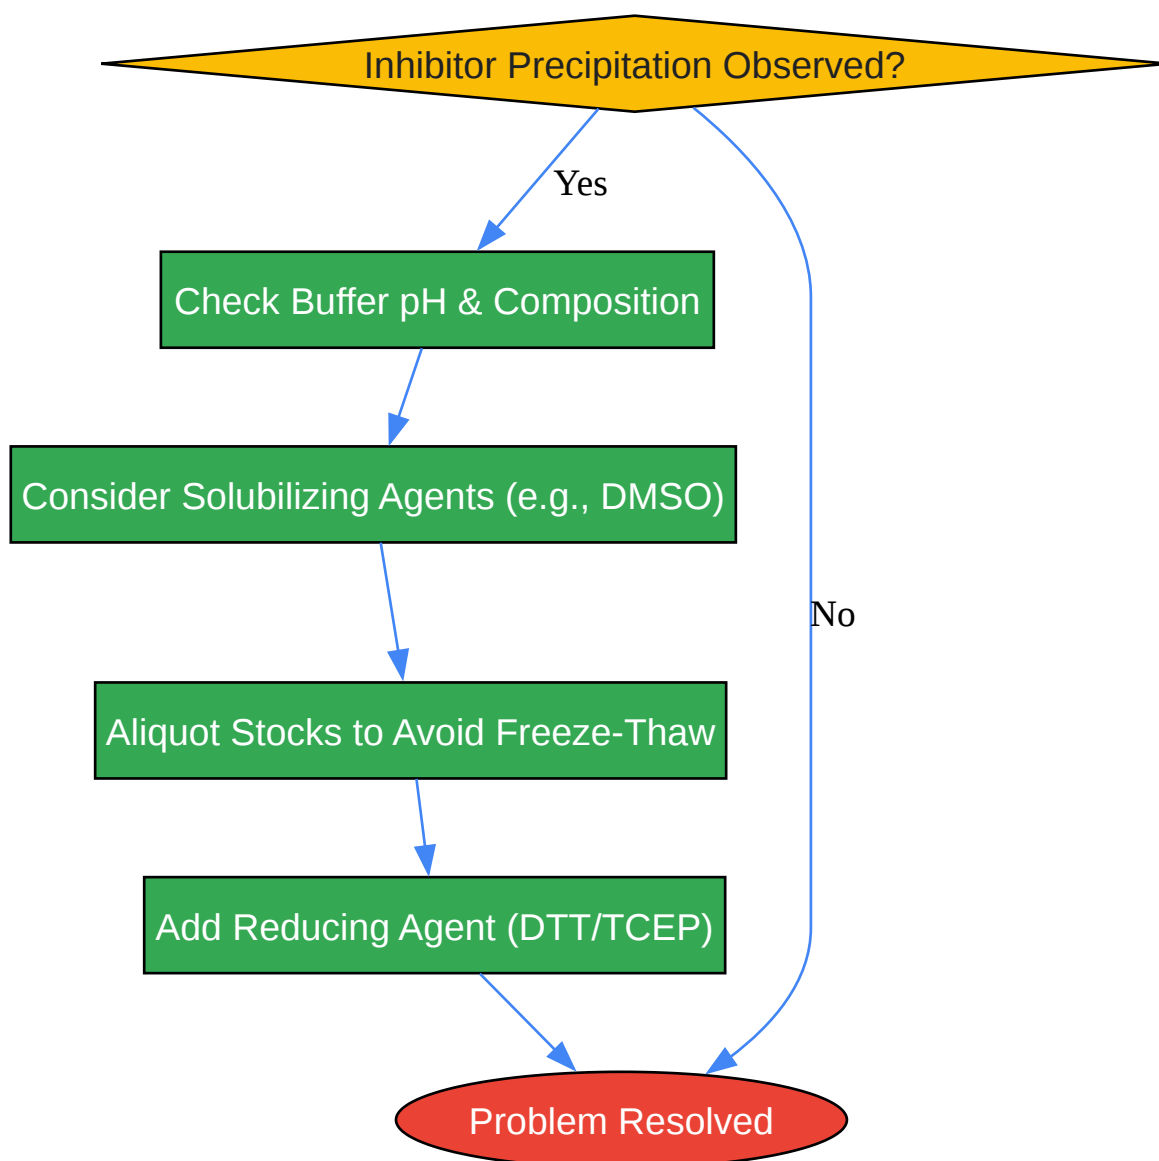 Inhibitor Precipitation Observed?
Yes
Check Buffer pH & Composition
Consider Solubilizing Agents (e.g., DMSO)
No
Aliquot Stocks to Avoid Freeze-Thaw
Add Reducing Agent (DTT/TCEP)
Problem Resolved